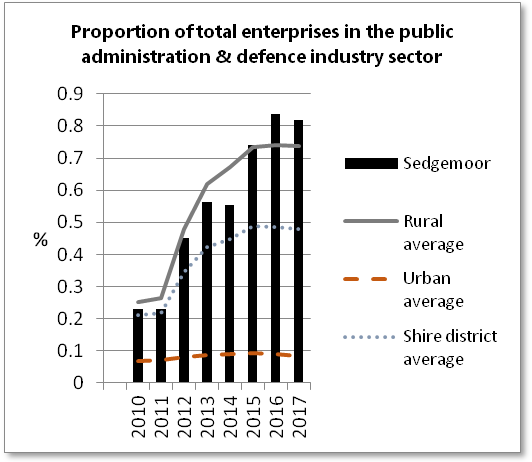 Proportion of total enterprises in the public
administration & defence industry sector
0.9
0.8
0.7
0.6
0.5
0.4
0.3
0.2
0.1
0
%
2010
2011
2012
2013
2014
2015
2016
2017
Sedgemoor
Rural
average
Urban
average
Shire district
average